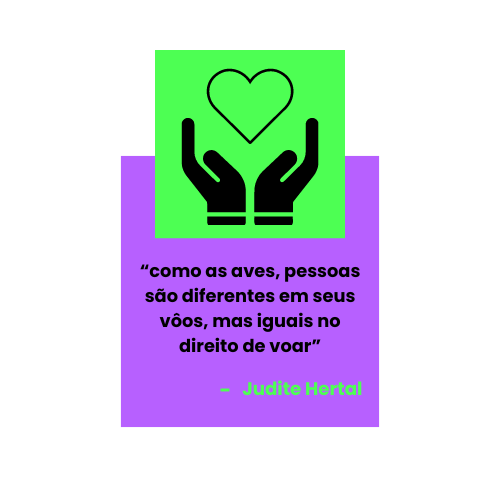 “como as aves, pessoas
são diferentes em seus
vôos, mas iguais no
direito de voar”
- Judite Hertal